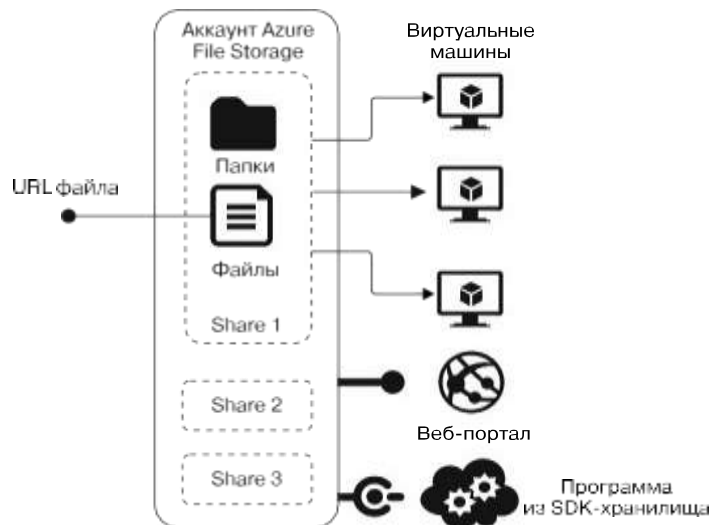 Аккаунт Azure
File Storage
Виртуальные
машины
Папки
URL файла
Файлы
Share 1
Share 2
Веб-портал
Share 3
Программа
из SDK-хранилища